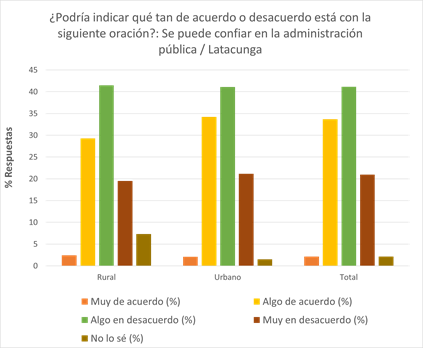 ¿Podría indicar qué tan de acuerdo o desacuerdo está con la
siguiente oración?: Se puede confiar en la administración
pública / Latacunga
45
40
35
30
25
20
15
10
5
0
% Respuestas
Rural
Urbano
Total
Muy de acuerdo (%)
Algo de acuerdo (%)
Algo en desacuerdo (%)
Muy en desacuerdo (%)
No lo sé (%)